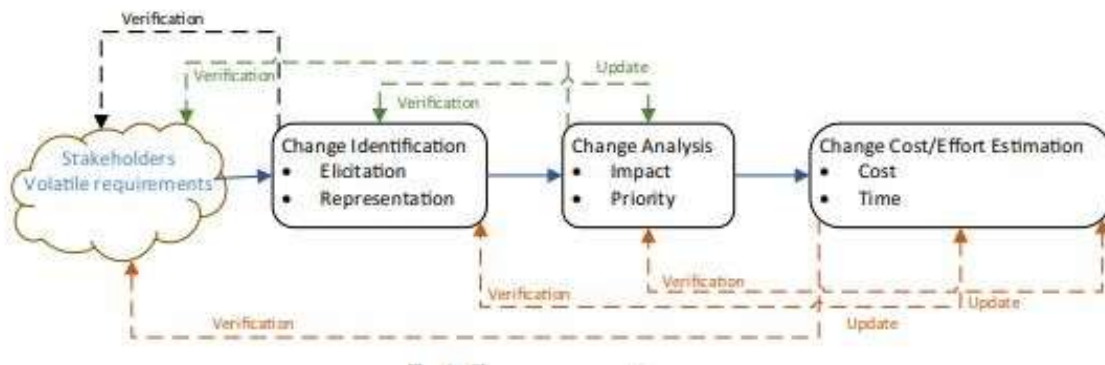 Verification
Verification
Update
Verification
Stakeholders
Volatile requirements
Change Identification
• Elicitation
• Representation
Change Analysis
• Impact
• Priority
Change Cost/Effort Estimation
• Cost
• Time
Verification
Verification
Update
Verification
Update